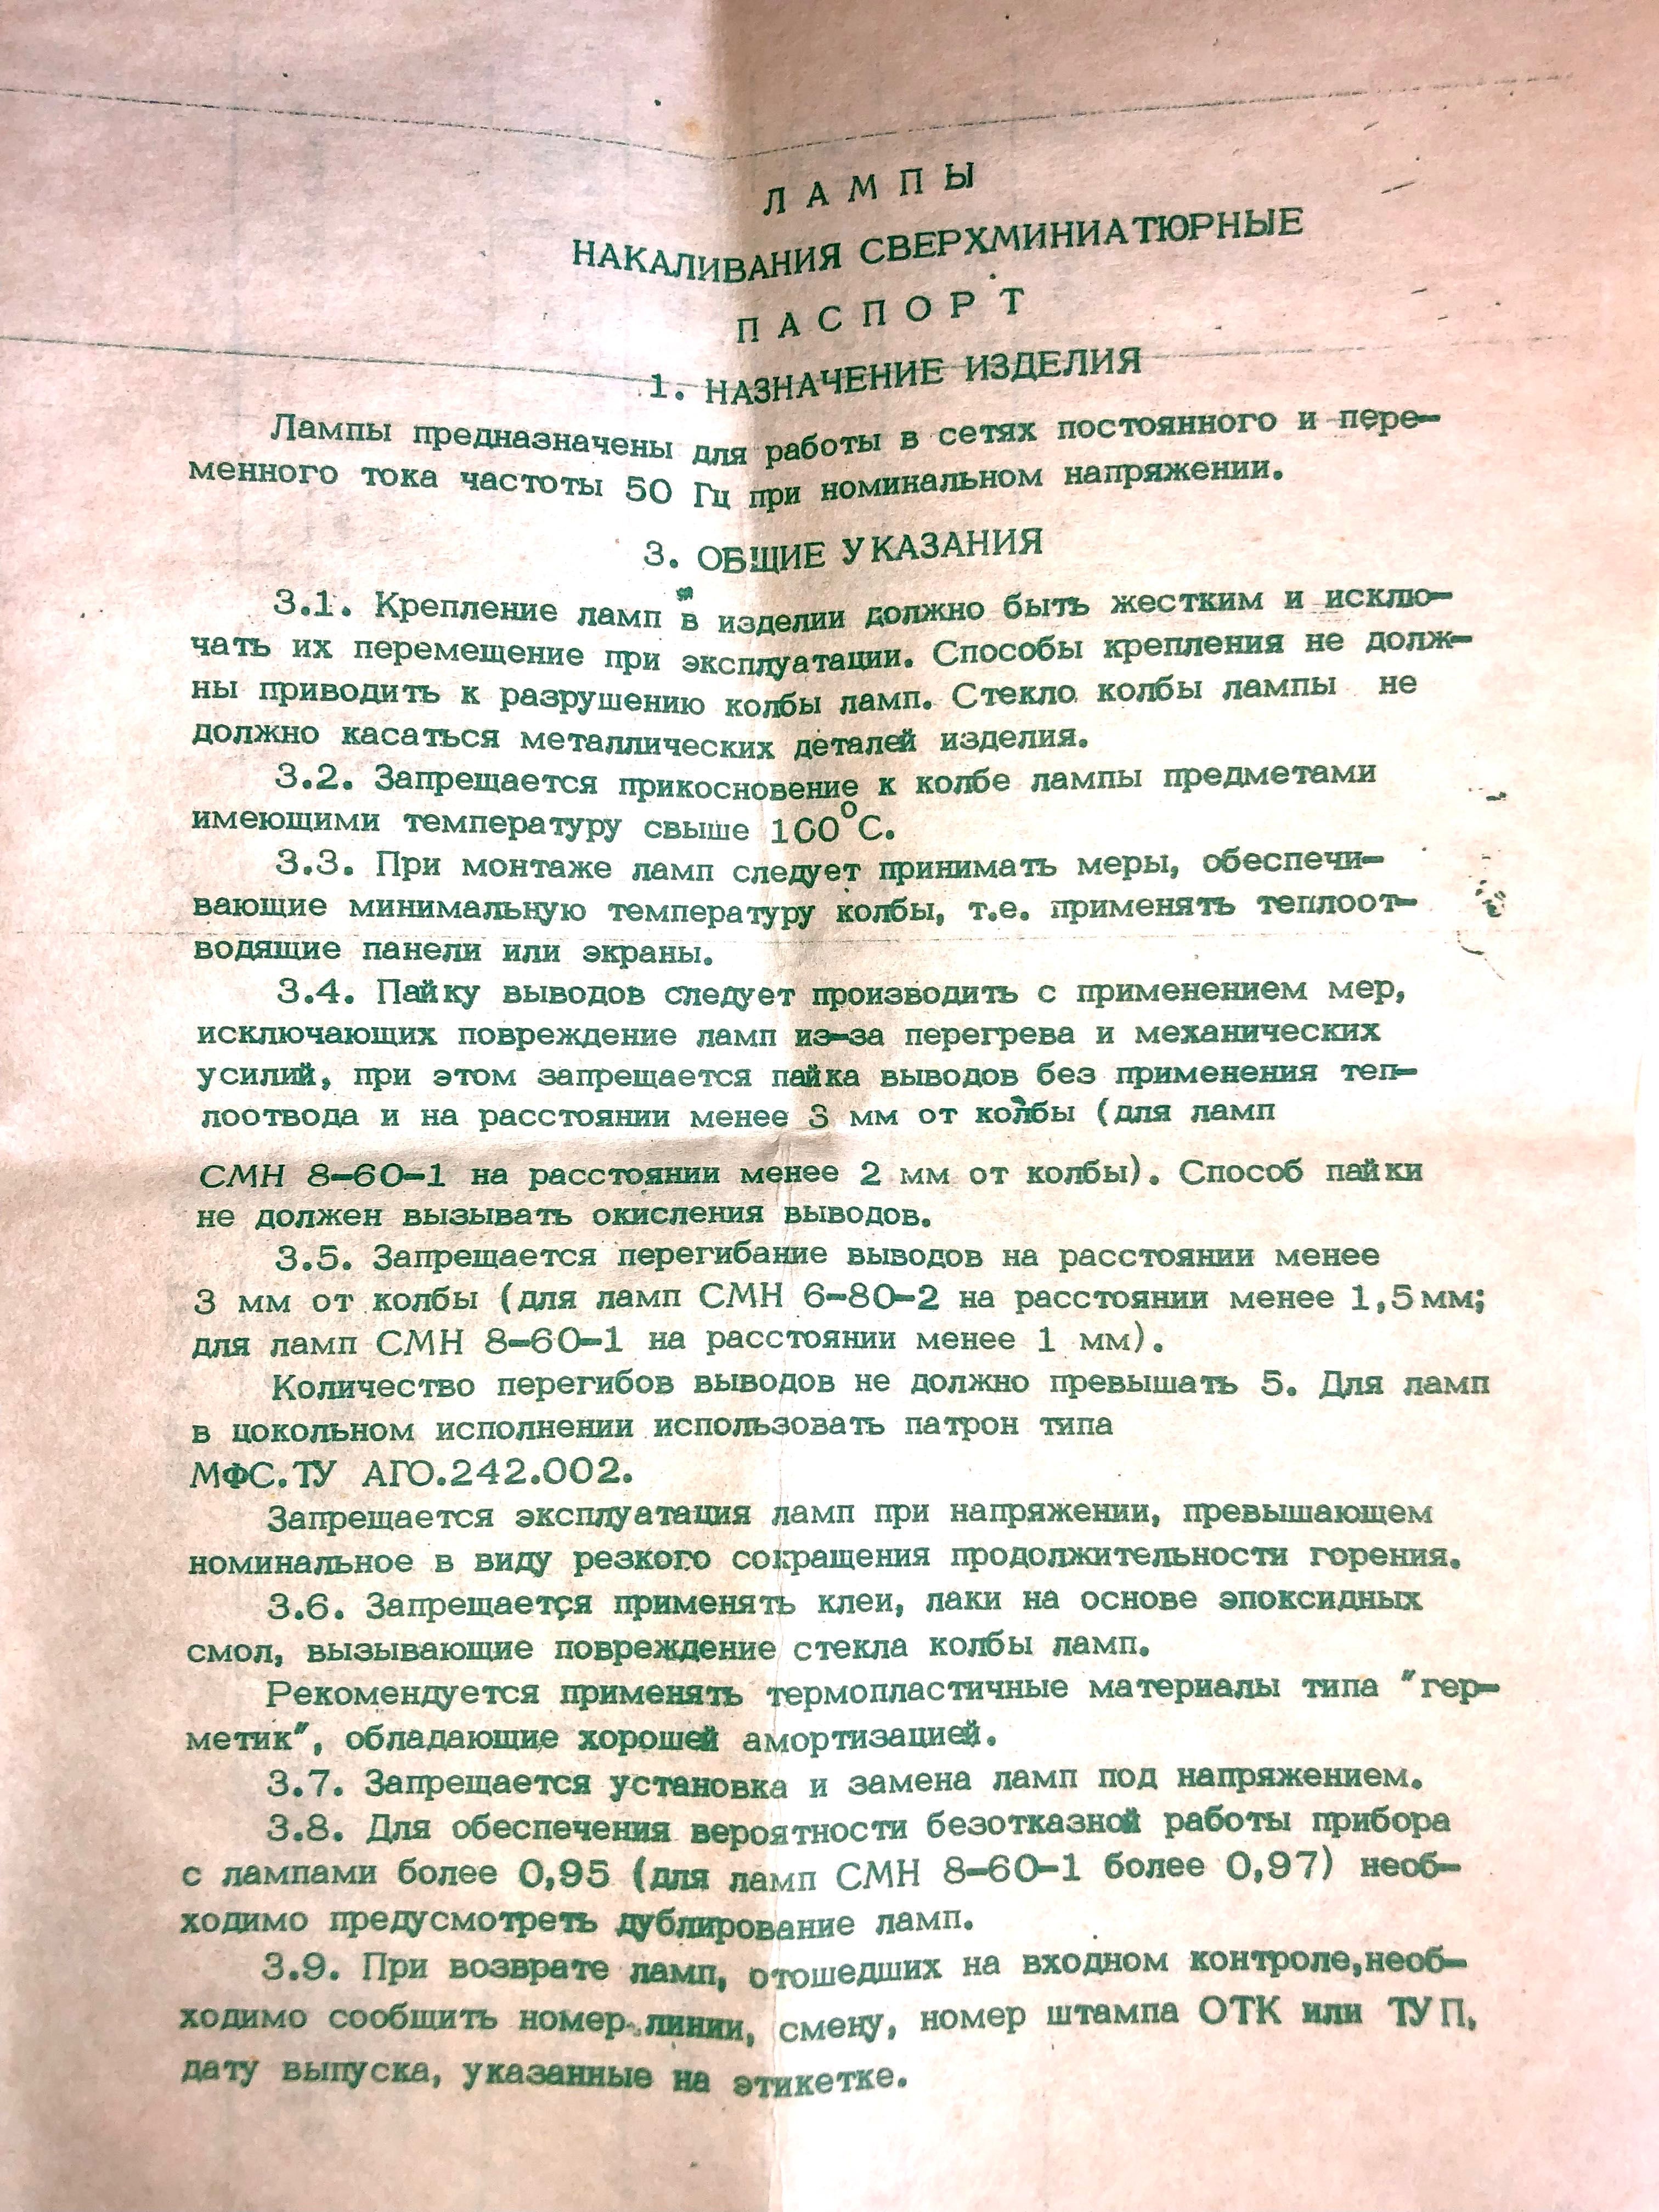 Л А М П Ы
НАКАЛИВАНИЯ СВЕРХМИНИАТЮРНЫЕ
П А С П О Р Т
1. НАЗНАЧЕНИЕ ИЗДЕЛИЯ
Лампы предназначены для работы в сетях постоянного и пере-
менного тока частоты 50 Гц при номинальном напряжении.
3. ОБЩИЕ УКАЗАНИЯ
3.1. Крепление ламп в изделии должно быть жестким и исклю-
чать их перемещение при эксплуатации. Способы крепления не долж-
ны приводить к разрушению колбы ламп. Стекло колбы лампы не
должно касаться металлических деталей изделия.
3.2. Запрещается прикосновение к колбе лампы предметами
имеющими температуру свыше 100°С.
3.3. При монтаже ламп следует принимать меры, обеспечи-
вающие минимальную температуру колбы, т.е. применять теплоот-
водящие панели или экраны.
3.4. Пайку выводов следует производить с применением мер,
исключающих повреждение ламп из-за перегрева и механических
усилий, при этом запрещается пайка выводов без применения теп-
лоотвода и на расстоянии менее 3 мм от колбы (для ламп
СМН 8-60-1 на расстоянии менее 2 мм от колбы). Способ пайки
не должен вызывать окисления выводов.
3.5. Запрещается перегибание выводов на расстоянии менее
3 мм от колбы (для ламп СМН 6-80-2 на расстоянии менее 1,5 мм;
для ламп СМН 8-60-1 на расстоянии менее 1 мм).
Количество перегибов выводов не должно превышать 5. Для ламп
в цокольном исполнении использовать патрон типа
МФС.ТУ АГО.242.002.
Запрещается эксплуатация ламп при напряжении, превышающем
номинальное в виду резкого сокращения продолжительности горения.
3.6. Запрещается применять клеи, лаки на основе эпоксидных
смол, вызывающие повреждение стекла колбы ламп.
Рекомендуется применять термопластичные материалы типа "гер-
метик", обладающие хорошей амортизацией.
3.7. Запрещается установка и замена ламп под напряжением.
3.8. Для обеспечения вероятности безотказной работы прибора
с лампами более 0,95 (для ламп СМН 8-60-1 более 0,97) необ-
ходимо предусмотреть дублирование ламп.
3.9. При возврате ламп, отошедших на входном контроле,необ-
ходимо сообщить номер линии, смену, номер штампа ОТК или ТУП,
дату выпуска, указанные на этикетке.